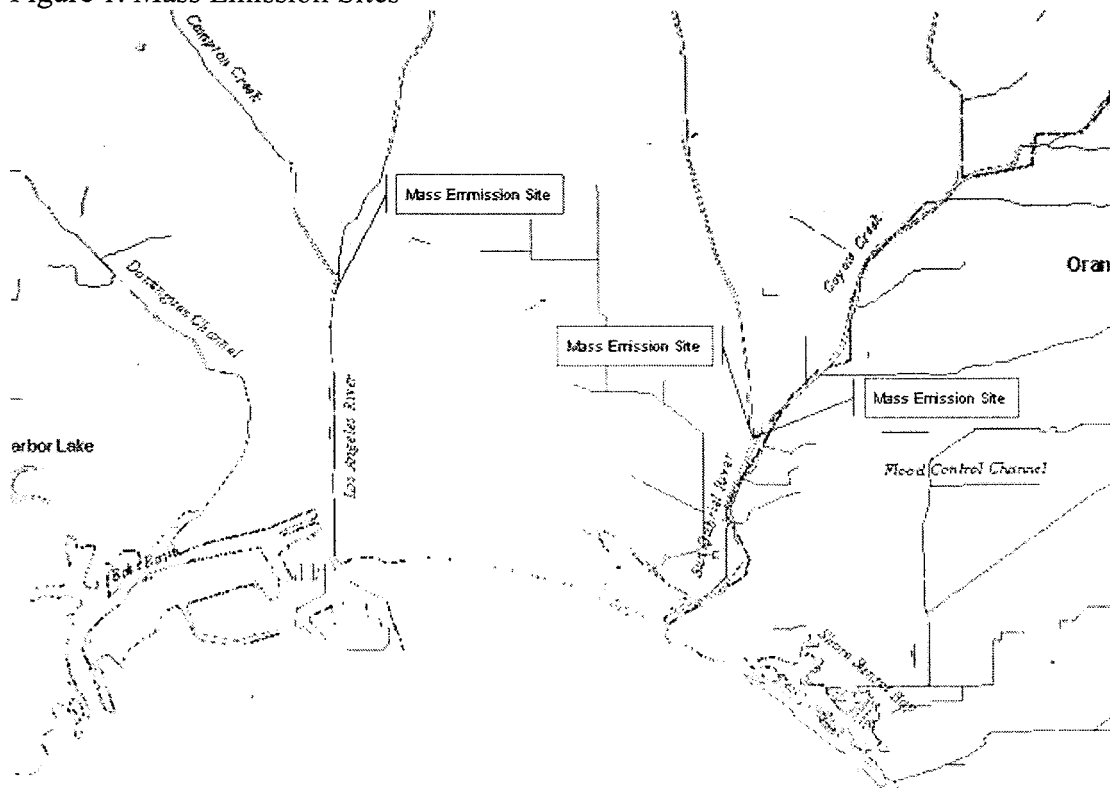 Figure 1. Mass Emission Sites
Compton Creek
Mass Emmission Site
Coyote Creek
Oran
Dominguez Channel
Mass Emission Site
Mass Emission Site
arbor Lake
Los Angeles River
Flood Control Channel
San Gabriel River